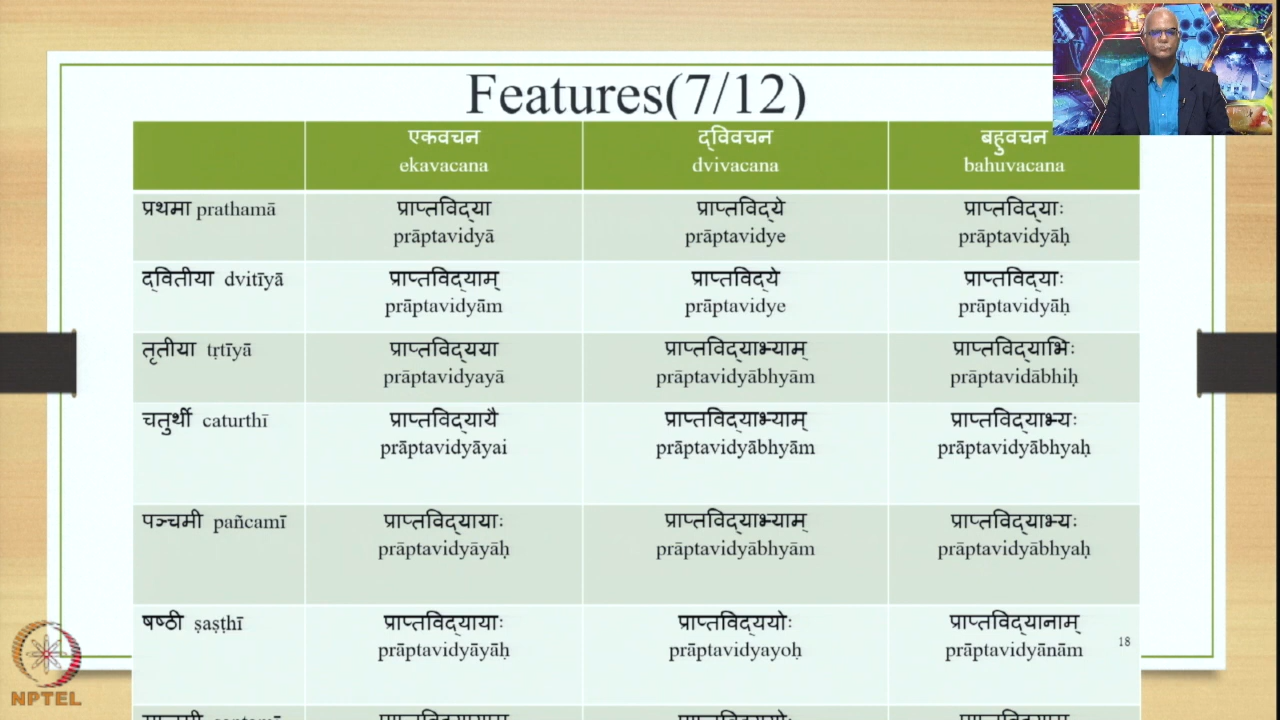 Features(7/12)
एकवचन द्विवचन बहुवचन
ekavacana dvivacana bahuvacana
प्रथमा prathamā प्राप्तविद्या प्राप्तविद्ये प्राप्तविद्याः
prāptavidyā prāptavidye prāptavidyāḥ
द्वितीया dvitīyā प्राप्तविद्याम् प्राप्तविद्ये प्राप्तविद्याः
prāptavidyām prāptavidye prāptavidyāḥ
तृतीया tṛtīyā प्राप्तविद्यया प्राप्तविद्याभ्याम् प्राप्तविद्याभिः
prāptavidyayā prāptavidyābhyām prāptavidābhiḥ
चतुर्थी caturthī प्राप्तविद्यायै प्राप्तविद्याभ्याम् प्राप्तविद्याभ्यः
prāptavidyāyai prāptavidyābhyām prāptavidyābhyaḥ
पञ्चमी pañcamī प्राप्तविद्यायाः प्राप्तविद्याभ्याम् प्राप्तविद्याभ्यः
prāptavidyāyāḥ prāptavidyābhyām prāptavidyābhyaḥ
षष्ठी ṣaṣṭhī प्राप्तविद्यायाः प्राप्तविद्ययोः प्राप्तविद्यानाम्
prāptavidyāyāḥ prāptavidyayoḥ prāptavidyānām
18
NPTEL